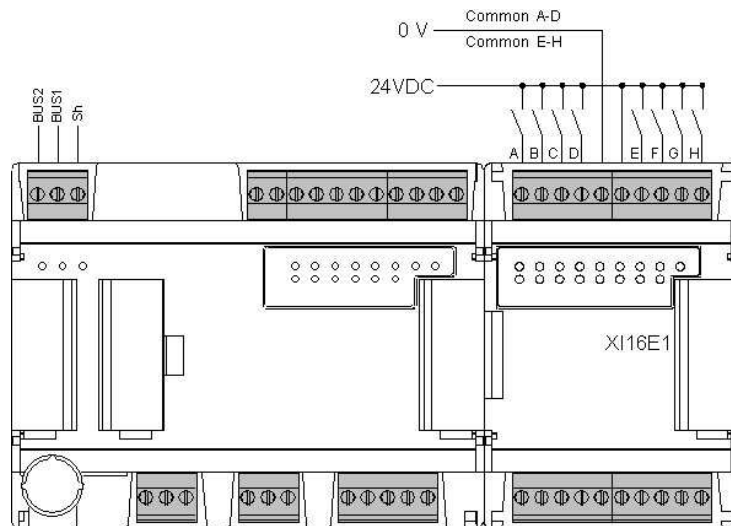 Common A-D
0 V
Common E-H
24VDC
BUS2
BUS1
Sh
A B C D E F G H
XI16E1